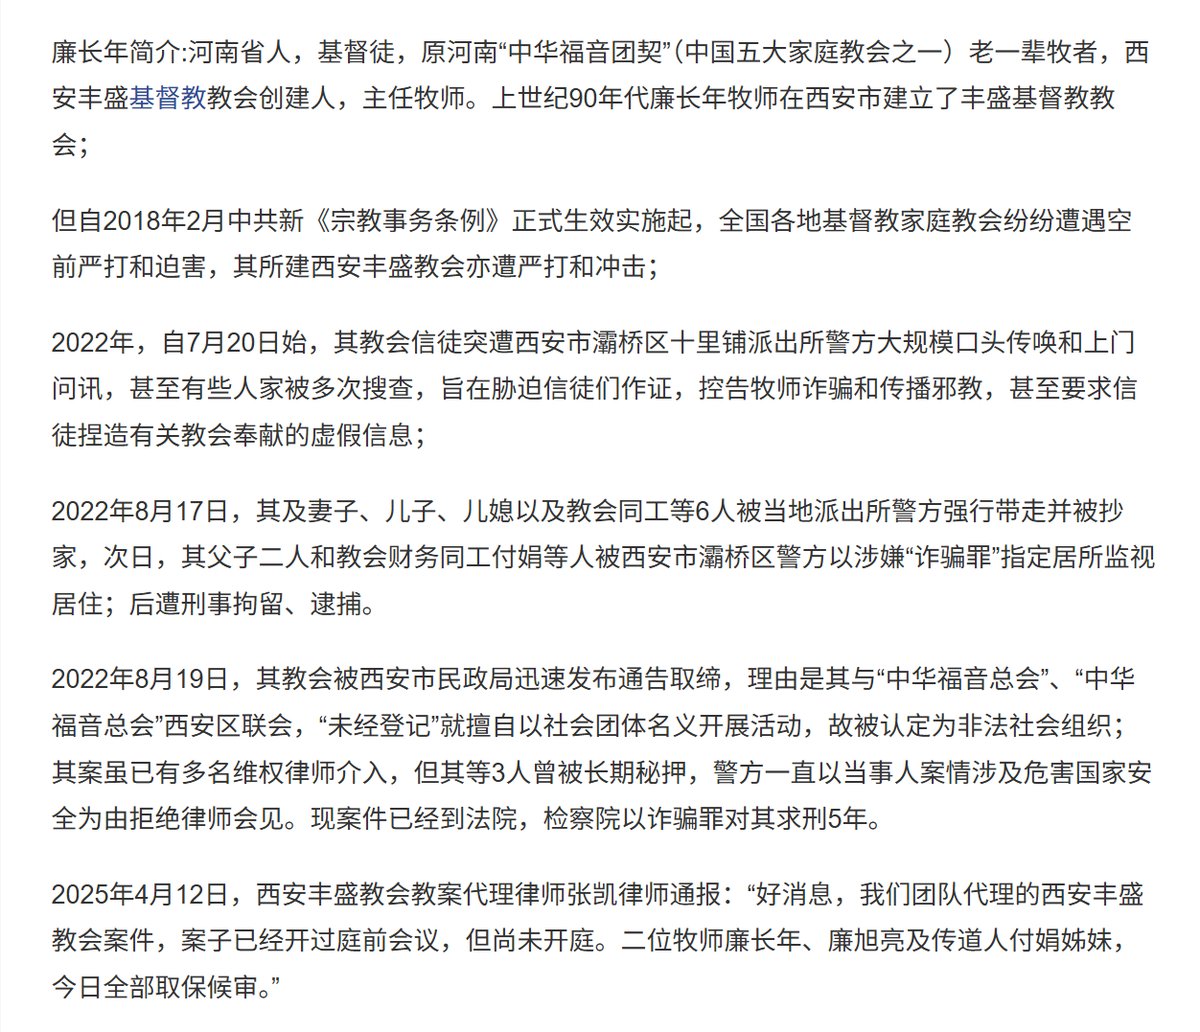 廉长年简介:河南省人，基督徒，原河南“中华福音团契”（中国五大家庭教会之一）老一辈牧者，西
安丰盛基督教教会创建人，主任牧师。上世纪90年代廉长年牧师在西安市建立了丰盛基督教教
会；
但自2018年2月中共新《宗教事务条例》正式生效实施起，全国各地基督教家庭教会纷纷遭遇空
前严打和迫害，其所建西安丰盛教会亦遭严打和冲击；
2022年，自7月20日始，其教会信徒突遭西安市灞桥区十里铺派出所警方大规模口头传唤和上门
问讯，甚至有些人家被多次搜查，旨在胁迫信徒们作证，控告牧师诈骗和传播邪教，甚至要求信
徒捏造有关教会奉献的虚假信息；
2022年8月17日，其及妻子、儿子、儿媳以及教会同工等6人被当地派出所警方强行带走并被抄
家，次日，其父子二人和教会财务同工付娟等人被西安市灞桥区警方以涉嫌“诈骗罪”指定居所监视
居住；后遭刑事拘留、逮捕。
2022年8月19日，其教会被西安市民政局迅速发布通告取缔，理由是其与“中华福音总会”、“中华
福音总会”西安区联会，“未经登记”就擅自以社会团体名义开展活动，故被认定为非法社会组织；
其案虽已有多名维权律师介入，但其等3人曾被长期秘押，警方一直以当事人案情涉及危害国家安
全为由拒绝律师会见。现案件已经到法院，检察院以诈骗罪对其求刑5年。
2025年4月12日，西安丰盛教会教案代理律师张凯律师通报：“好消息，我们团队代理的西安丰盛
教会案件，案子已经开过庭前会议，但尚未开庭。二位牧师廉长年、廉旭亮及传道人付娟姊妹，
今日全部取保候审。”